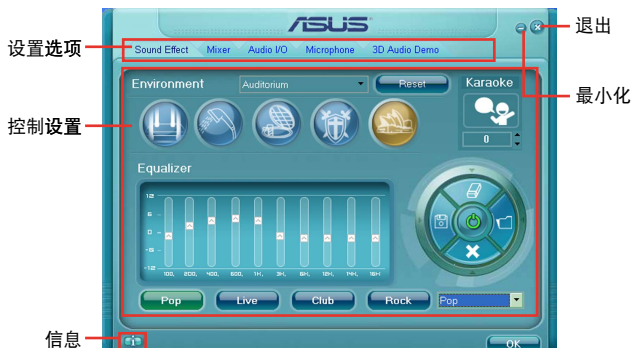 ASUS
退出
设置选项
Sound Effect Mixer Audio I/O Microphone 3D Audio Demo
Environment Auditorium Reset Karaoke
最小化
控制设置
0
Equalizer
12
6
0
-6
-12
100, 200, 400, 600, 1K, 3K, 6K, 12K, 14K, 16K
Pop Live Club Rock Pop
信息
i
OK